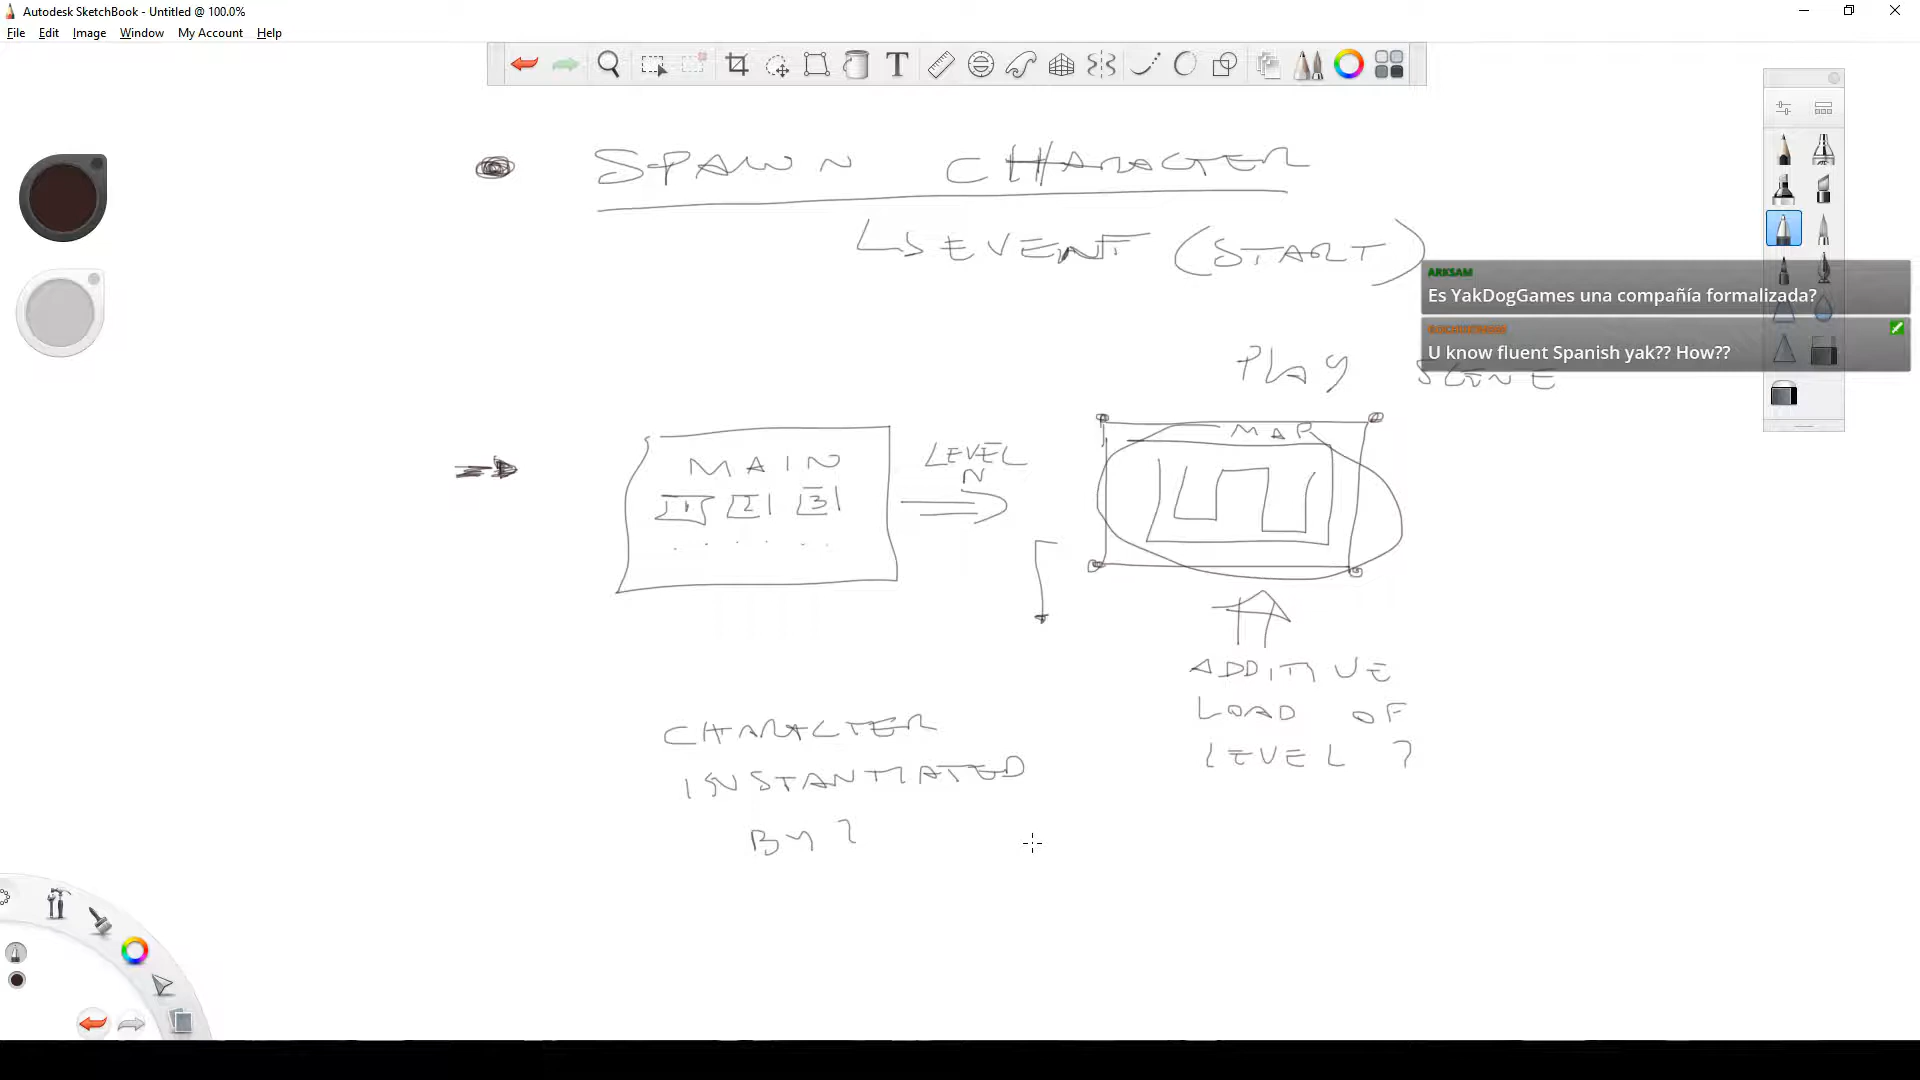 Autodesk SketchBook - Untitled @ 100.0%
File Edit Image Window My Account Help
T
SPAWN CHARACTER
EVENT (START)
ARKSAM
Es YakDogGames una compañía formalizada?
U know fluent Spanish yak?? How??
PLAY SCENE
MAIN
1 2 3
LEVEL
N
MAP
ADDITIVE
LOAD OF
LEVEL ?
CHARACTER
INSTANTIATED
BY ?